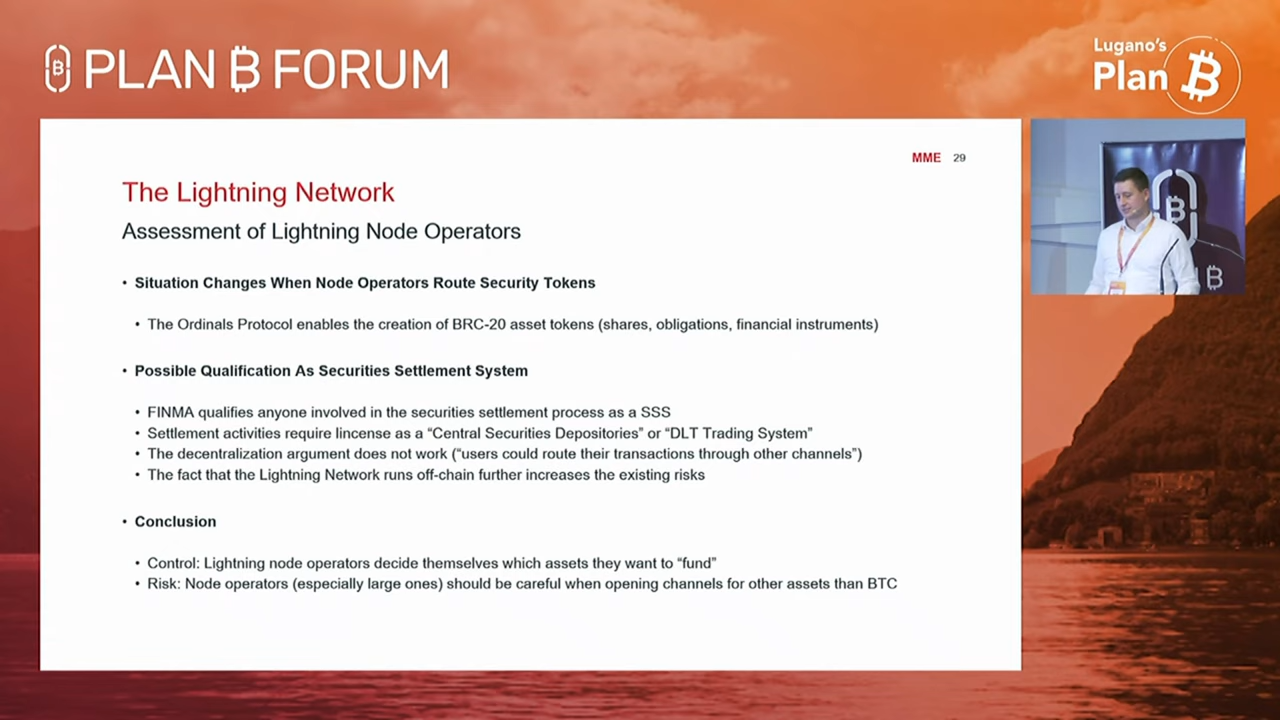 PLAN ₿ FORUM
Lugano's
Plan ₿
MME 29
The Lightning Network
Assessment of Lightning Node Operators
• Situation Changes When Node Operators Route Security Tokens
• The Ordinals Protocol enables the creation of BRC-20 asset tokens (shares, obligations, financial instruments)
• Possible Qualification As Securities Settlement System
• FINMA qualifies anyone involved in the securities settlement process as a SSS
• Settlement activities require lincense as a “Central Securities Depositories” or “DLT Trading System”
• The decentralization argument does not work (“users could route their transactions through other channels”)
• The fact that the Lightning Network runs off-chain further increases the existing risks
• Conclusion
• Control: Lightning node operators decide themselves which assets they want to “fund”
• Risk: Node operators (especially large ones) should be careful when opening channels for other assets than BTC